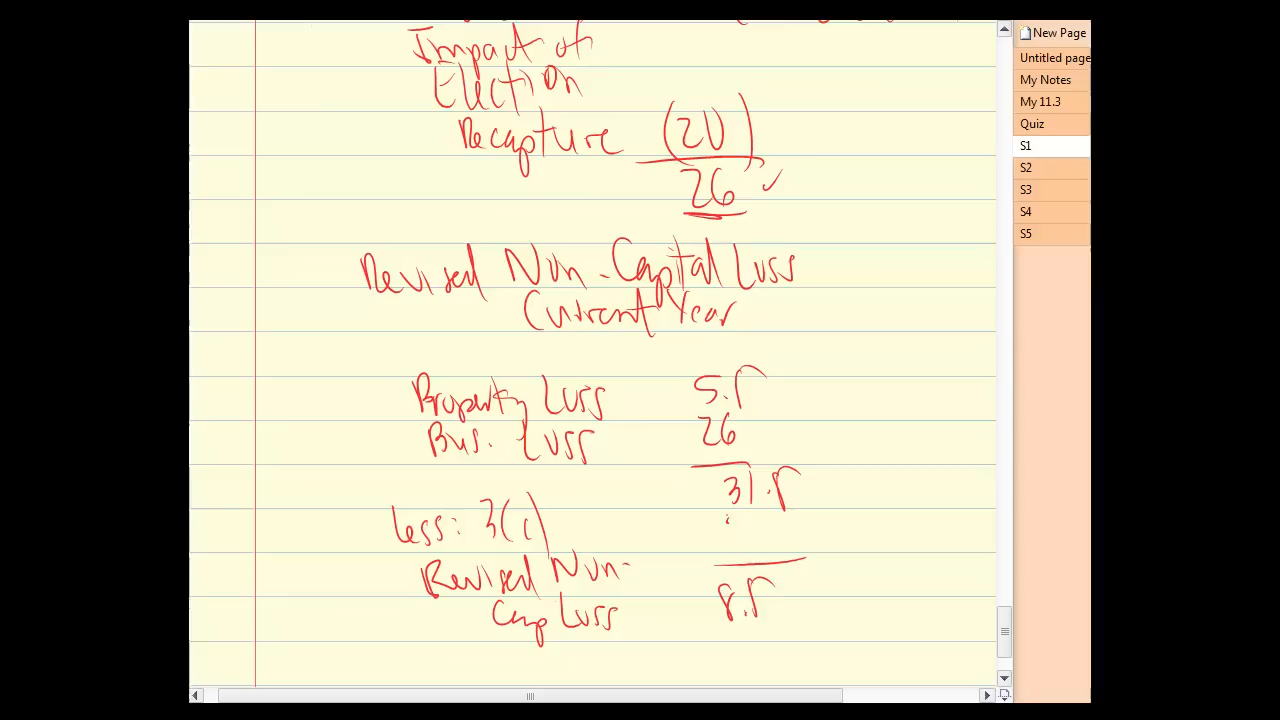 Impact of
Election
Recapture (20)
26 ✓
Revised Non-Capital Loss
Current Year
Property Loss 5.5
Bus. Loss 26
31.5
Less: 3(c)
Revised Non-
Cap Loss 8.5
New Page
Untitled page
My Notes
My 11.3
Quiz
S1
S2
S3
S4
S5